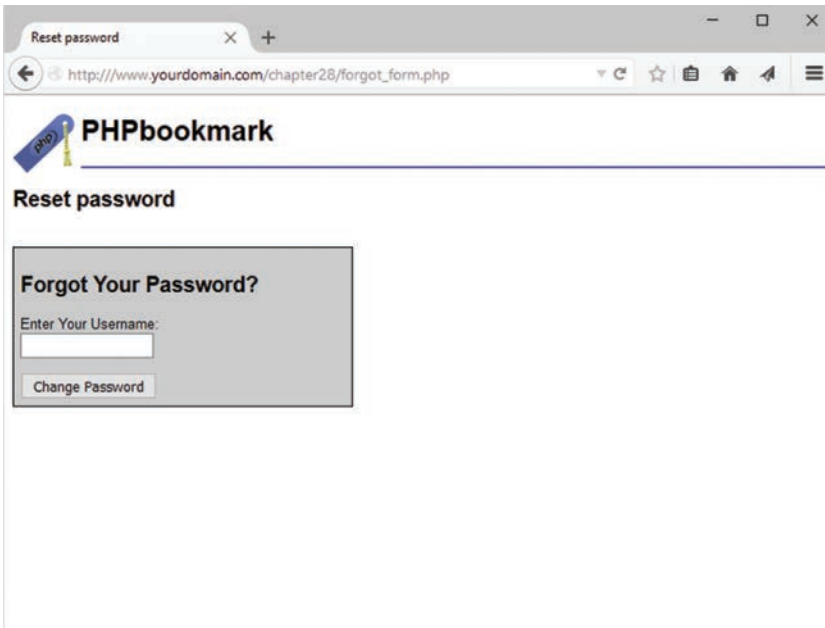 Reset password
http:///www.yourdomain.com/chapter28/forgot_form.php
php
PHPbookmark
Reset password
Forgot Your Password?
Enter Your Username:
Change Password